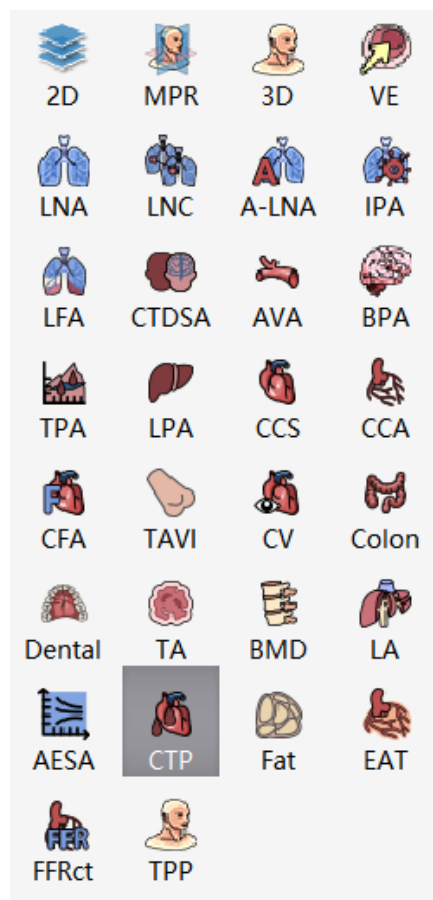 2D MPR 3D VE
LNA LNC A-LNA IPA
LFA CTDSA AVA BPA
TPA LPA CCS CCA
CFA TAVI CV Colon
Dental TA BMD LA
AESA CTP Fat EAT
FFRct TPP